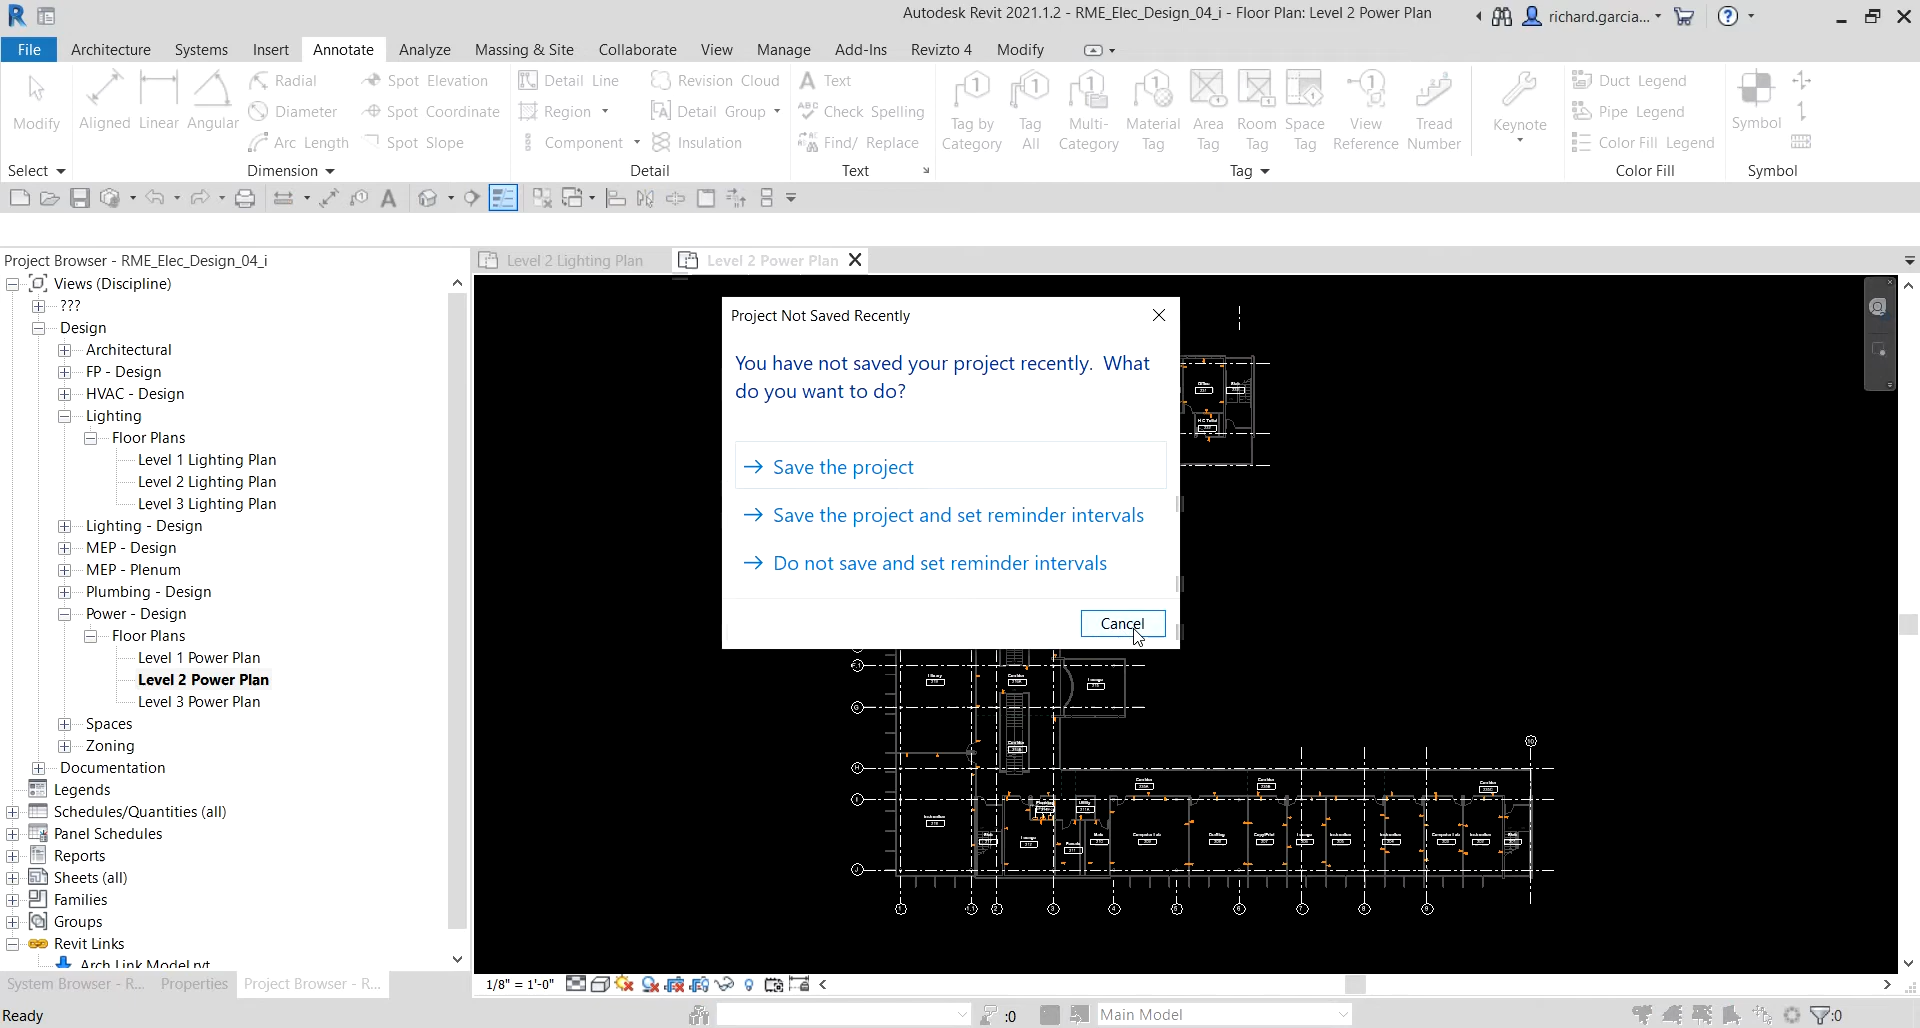 Autodesk Revit 2021.1.2 - RME_Elec_Design_04_i - Floor Plan: Level 2 Power Plan
richard.garcia...
File Architecture Systems Insert Annotate Analyze Massing & Site Collaborate View Manage Add-Ins Revizto 4 Modify
Modify
Aligned Linear Angular
Radial
Diameter
Arc Length
Spot Elevation
Spot Coordinate
Spot Slope
Detail Line
Region
Component
Revision Cloud
Detail Group
Insulation
Text
Check Spelling
Find/ Replace
Tag by Category
Tag All
Multi-Category
Material Tag
Area Tag
Room Tag
Space Tag
View Reference
Tread Number
Keynote
Duct Legend
Pipe Legend
Color Fill Legend
Symbol
Select Dimension Detail Text Tag Color Fill Symbol
Project Browser - RME_Elec_Design_04_i
Level 2 Lighting Plan
Level 2 Power Plan
Views (Discipline)
???
Design
Architectural
FP - Design
HVAC - Design
Lighting
Floor Plans
Level 1 Lighting Plan
Level 2 Lighting Plan
Level 3 Lighting Plan
Lighting - Design
MEP - Design
MEP - Plenum
Plumbing - Design
Power - Design
Floor Plans
Level 1 Power Plan
Level 2 Power Plan
Level 3 Power Plan
Spaces
Zoning
Documentation
Legends
Schedules/Quantities (all)
Panel Schedules
Reports
Sheets (all)
Families
Groups
Revit Links
Arch Link Model.rvt
Project Not Saved Recently
You have not saved your project recently. What
do you want to do?
Save the project
Save the project and set reminder intervals
Do not save and set reminder intervals
Cancel
System Browser - R... Properties Project Browser - R...
1/8" = 1'-0"
Ready
:0
Main Model
:0